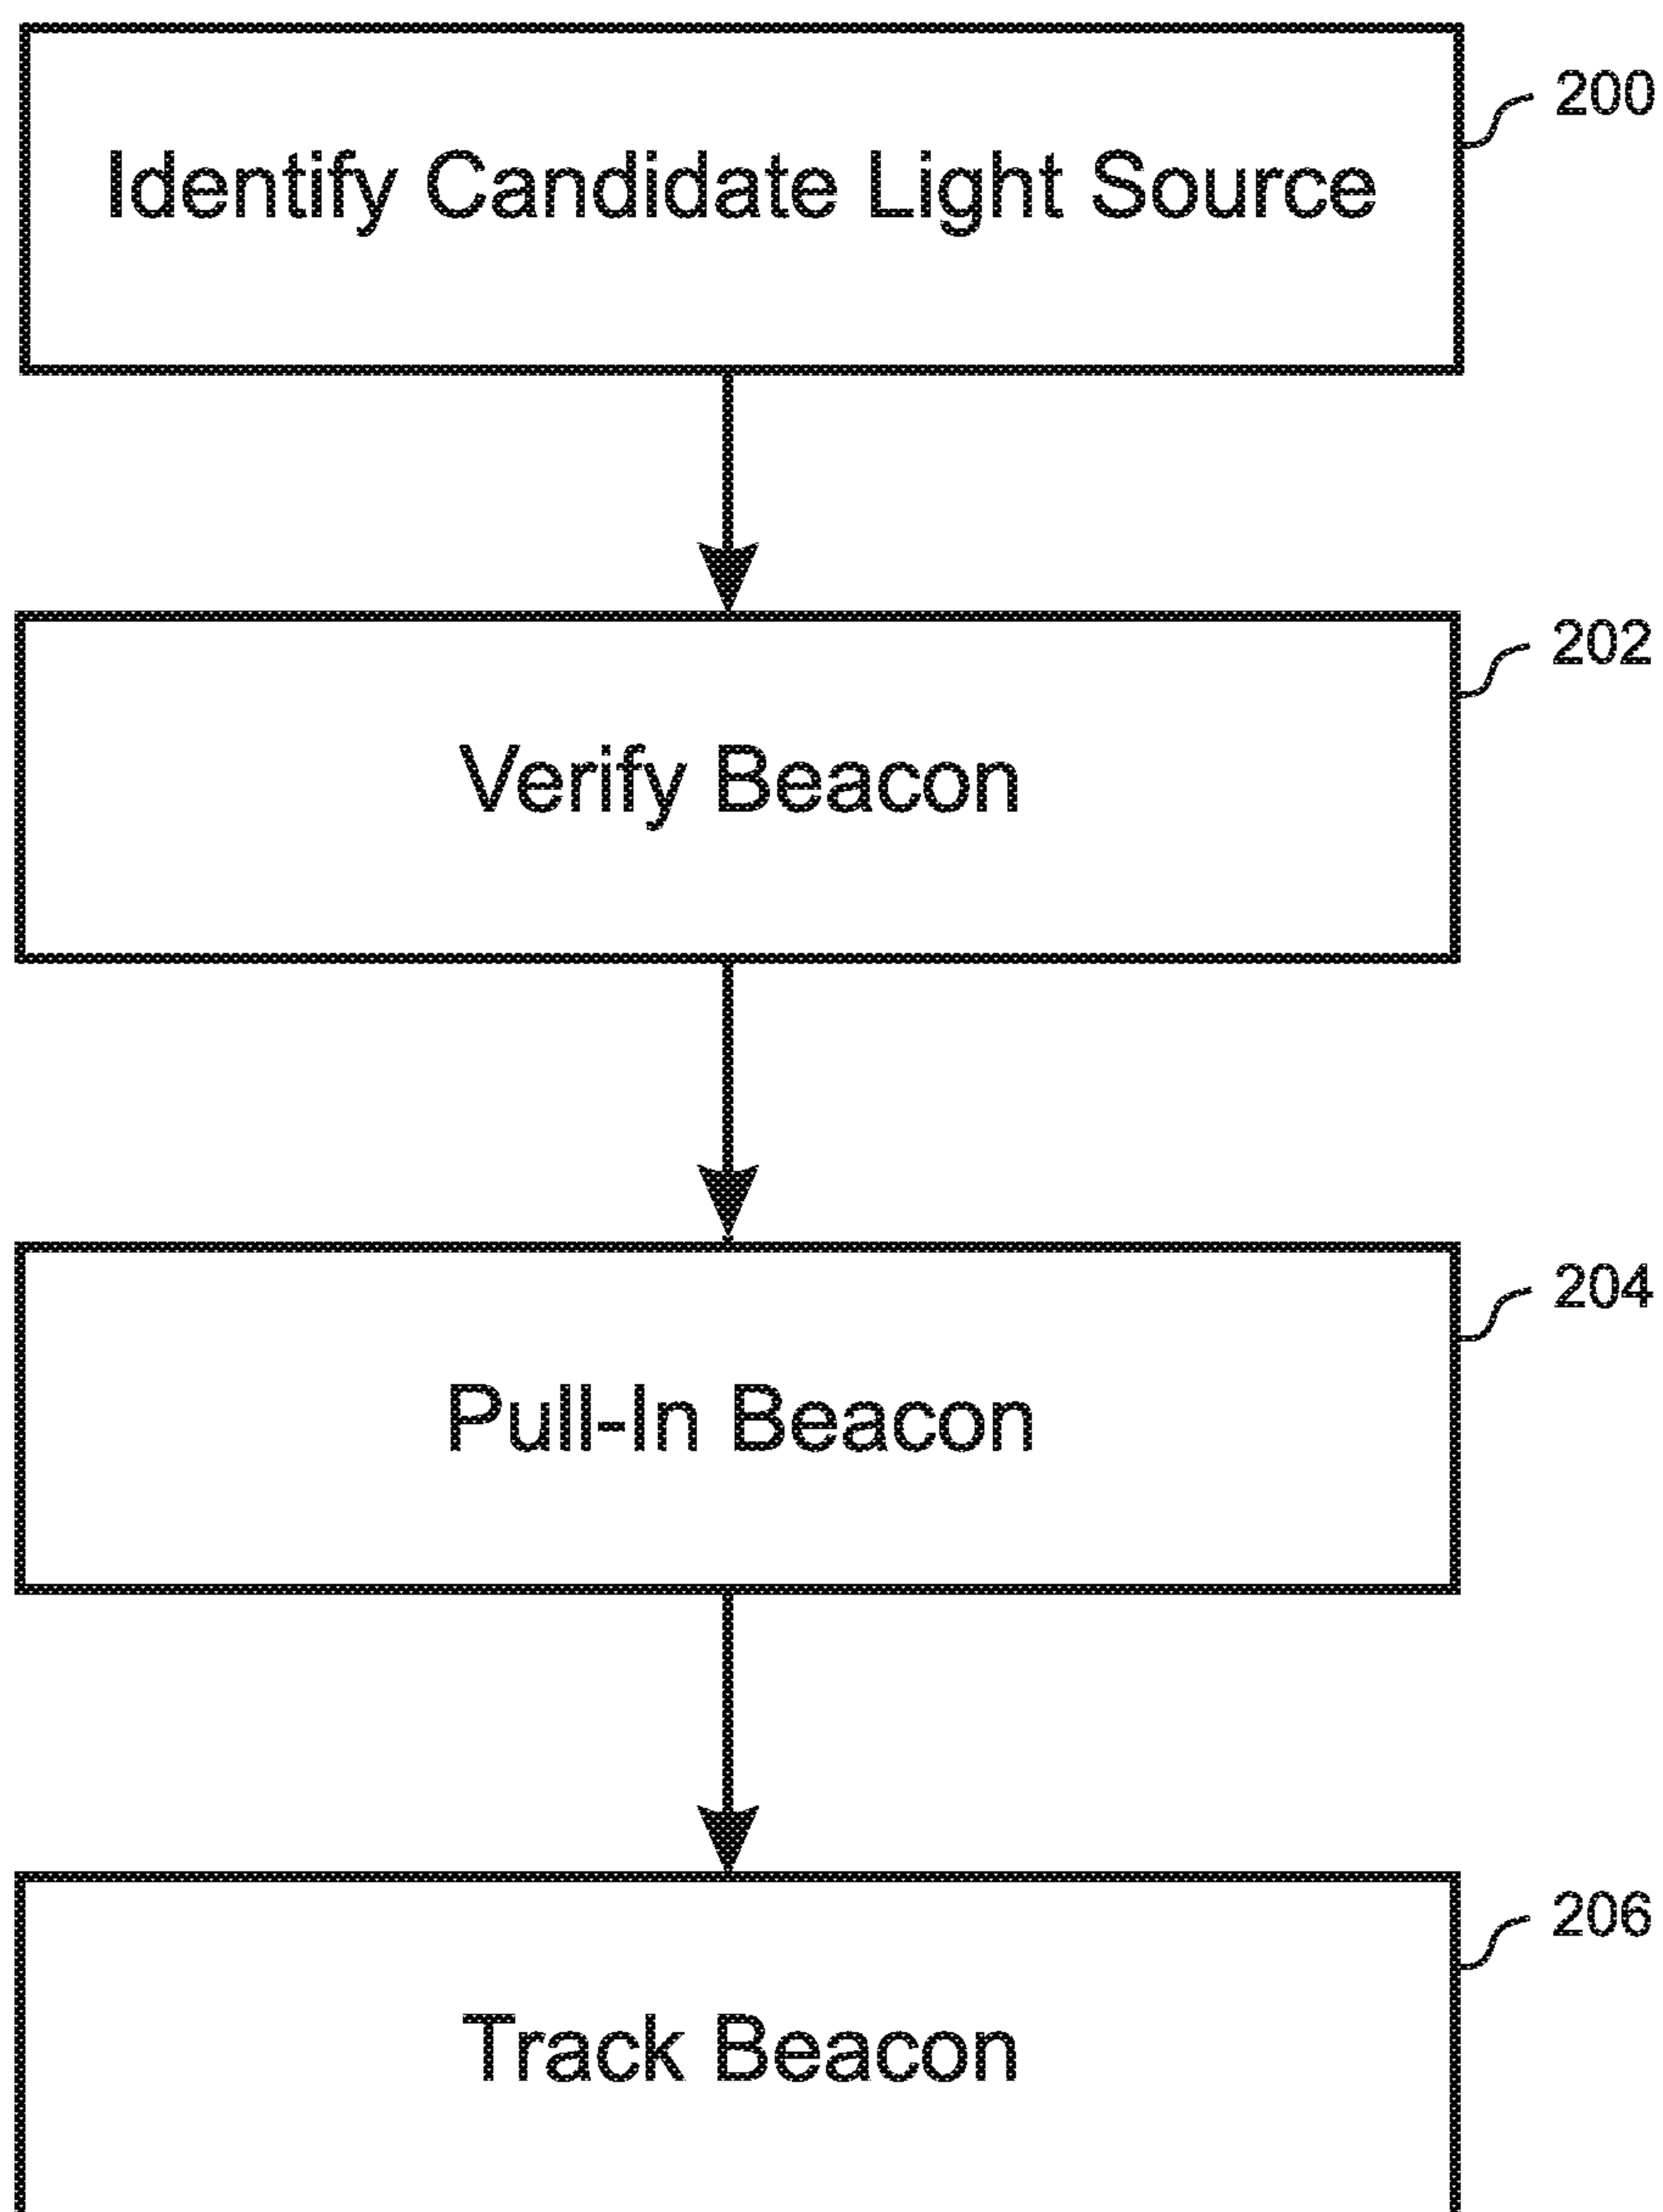 200
Identify Candidate Light Source
202
Verify Beacon
204
Pull-In Beacon
206
Track Beacon